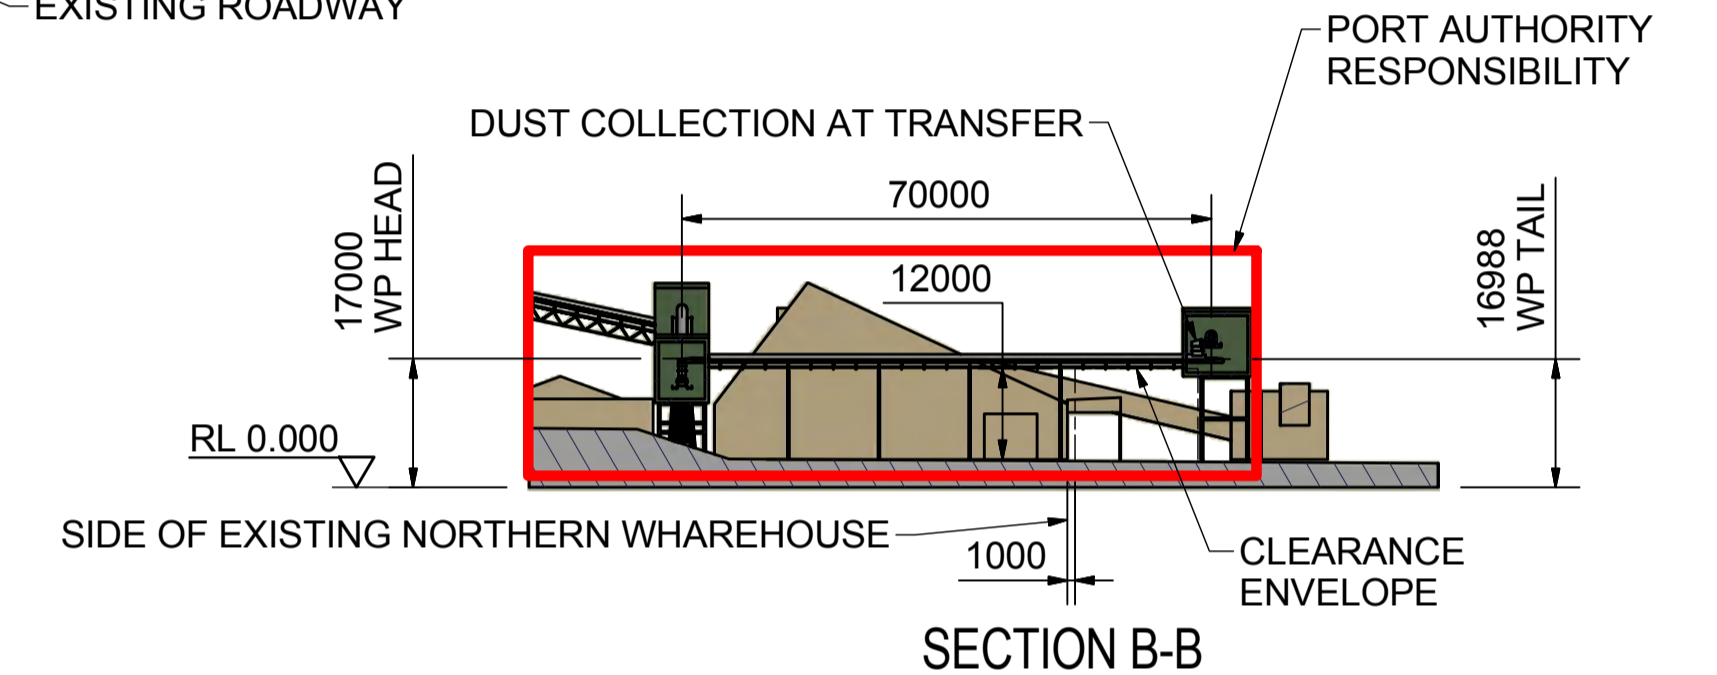 EXISTING ROADWAY
PORT AUTHORITY
RESPONSIBILITY
DUST COLLECTION AT TRANSFER
70000
17000
WP HEAD
12000
16988
WP TAIL
RL 0.000
SIDE OF EXISTING NORTHERN WHAREHOUSE
1000
CLEARANCE
ENVELOPE
SECTION B-B